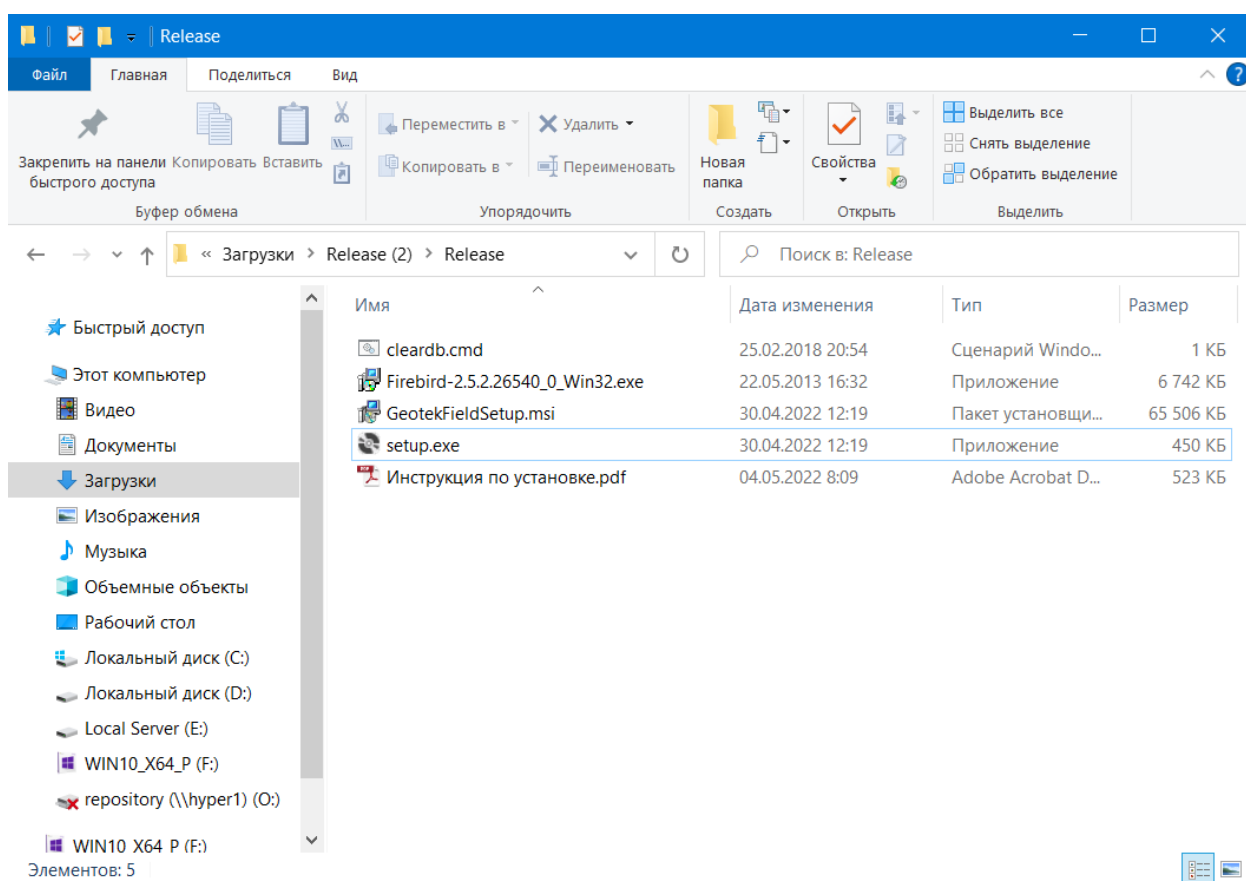 Release
Файл Главная Поделиться Вид
Закрепить на панели быстрого доступа
Копировать
Вставить
Буфер обмена
Переместить в
Копировать в
Удалить
Переименовать
Упорядочить
Новая папка
Создать
Свойства
Открыть
Выделить все
Снять выделение
Обратить выделение
Выделить
« Загрузки > Release (2) > Release
Поиск в: Release
Быстрый доступ
Этот компьютер
Видео
Документы
Загрузки
Изображения
Музыка
Объемные объекты
Рабочий стол
Локальный диск (C:)
Локальный диск (D:)
Local Server (E:)
WIN10_X64_P (F:)
repository (\\hyper1) (O:)
WIN10_X64_P (F:)
Имя Дата изменения Тип Размер
cleardb.cmd 25.02.2018 20:54 Сценарий Windo... 1 КБ
Firebird-2.5.2.26540_0_Win32.exe 22.05.2013 16:32 Приложение 6 742 КБ
GeotekFieldSetup.msi 30.04.2022 12:19 Пакет установщи... 65 506 КБ
setup.exe 30.04.2022 12:19 Приложение 450 КБ
Инструкция по установке.pdf 04.05.2022 8:09 Adobe Acrobat D... 523 КБ
Элементов: 5